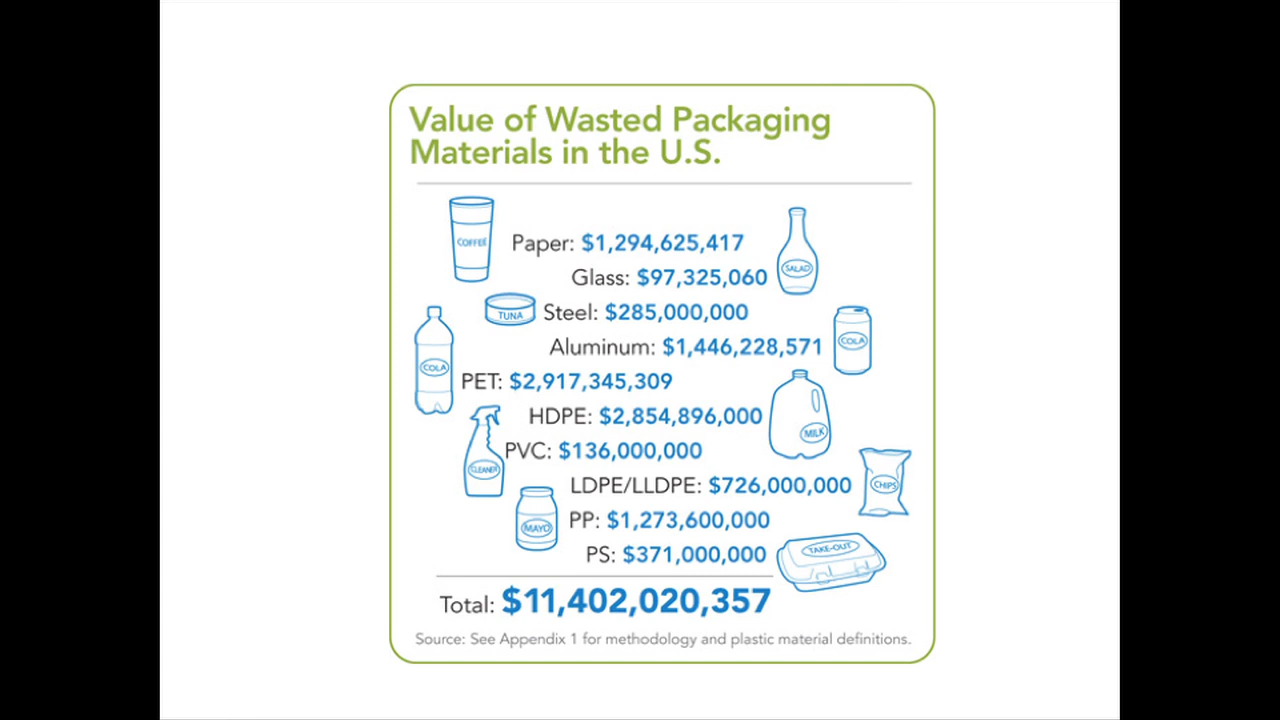 Value of Wasted Packaging
Materials in the U.S.
COFFEE
Paper: $1,294,625,417
SALAD
Glass: $97,325,060
TUNA
Steel: $285,000,000
COLA
Aluminum: $1,446,228,571
COLA
PET: $2,917,345,309
HDPE: $2,854,896,000
MILK
PVC: $136,000,000
CLEANER
LDPE/LLDPE: $726,000,000
CHIPS
MAYO
PP: $1,273,600,000
PS: $371,000,000
TAKE-OUT
Total: $11,402,020,357
Source: See Appendix 1 for methodology and plastic material definitions.